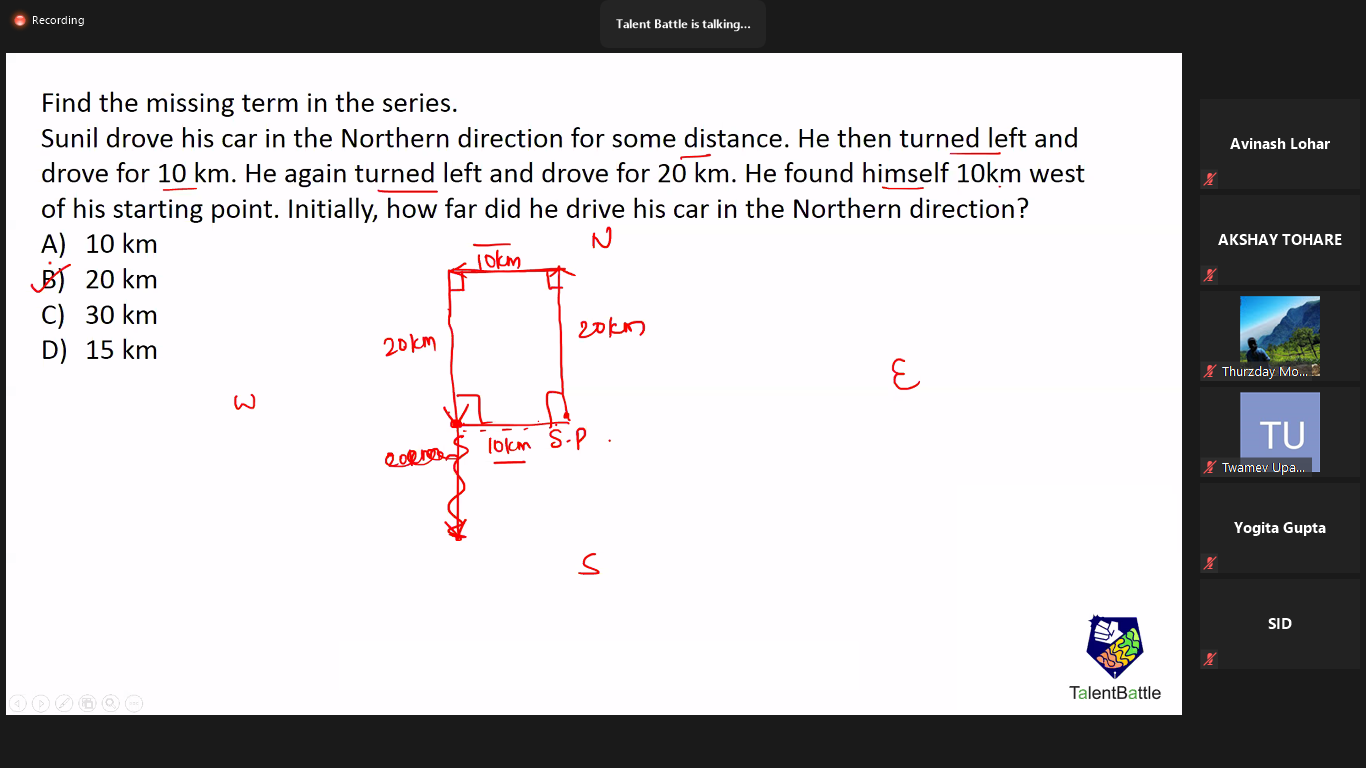 Recording
Talent Battle is talking...
Find the missing term in the series.
Sunil drove his car in the Northern direction for some distance. He then turned left and
drove for 10 km. He again turned left and drove for 20 km. He found himself 10km west
of his starting point. Initially, how far did he drive his car in the Northern direction?
A) 10 km
B) 20 km
C) 30 km
D) 15 km
N
10km
20km
20km
E
W
10km
S.P
S
TalentBattle
Avinash Lohar
AKSHAY TOHARE
Thurzday Mo...
TU
Twamev Upa...
Yogita Gupta
SID